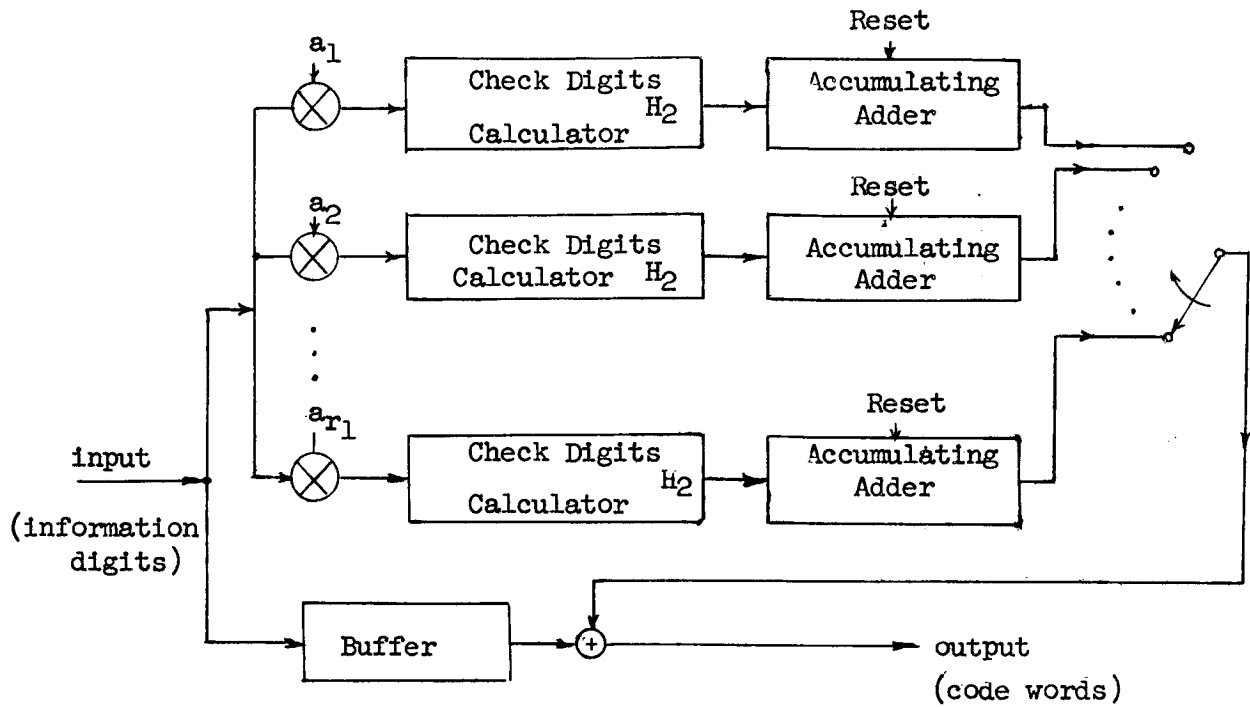 Reset
a1
Check Digits
H2
Calculator
Accumulating
Adder
Reset
a2
Check Digits
Calculator H2
Accumulating
Adder
Reset
ar1
Check Digits
H2
Calculator
Accumulating
Adder
input
(information
digits)
Buffer
+
output
(code words)